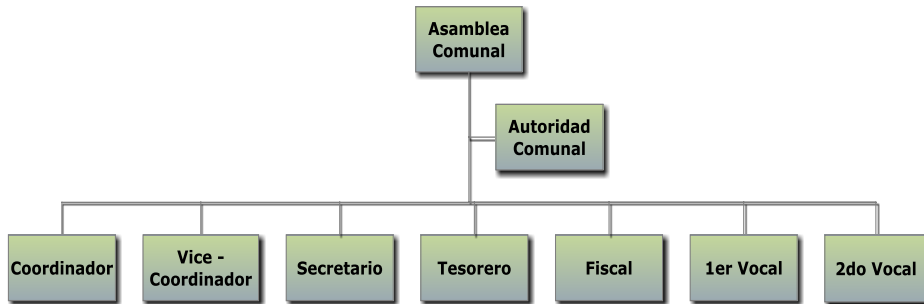 Asamblea
Comunal
Autoridad
Comunal
Coordinador
Vice -
Coordinador
Secretario
Tesorero
Fiscal
1er Vocal
2do Vocal